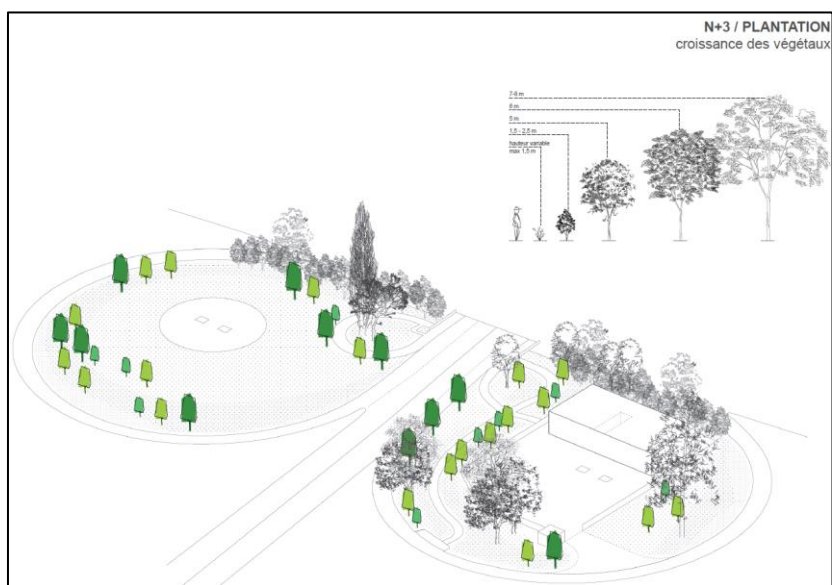 N+3 / PLANTATION
croissance des végétaux
7-8 m
6 m
5 m
1,5 - 2,5 m
hauteur variable
max 1,5 m